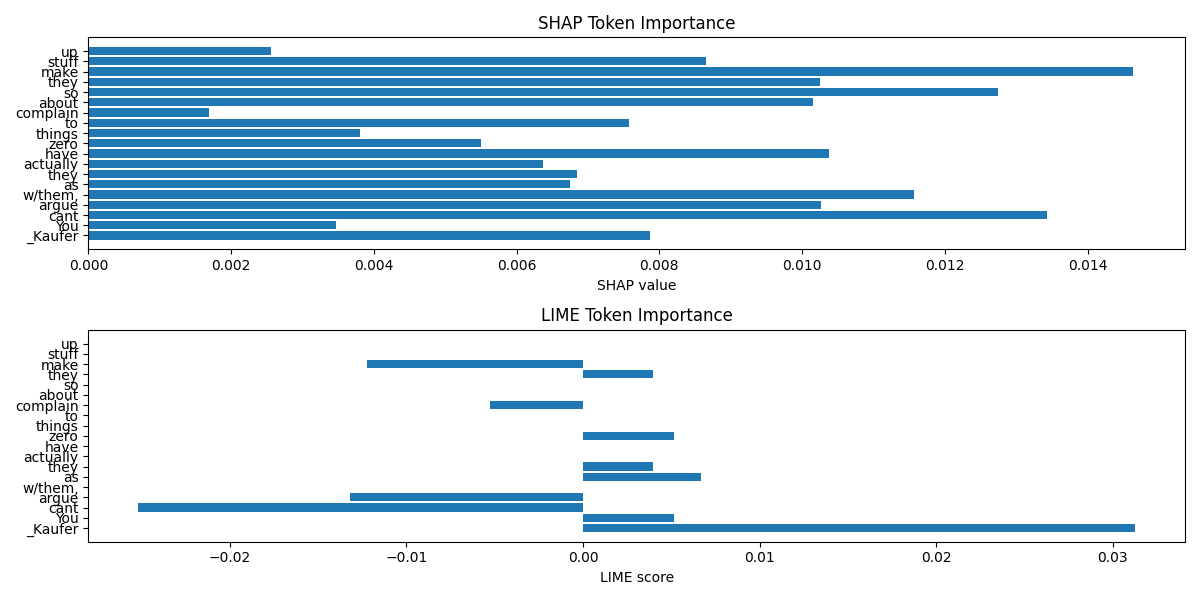 SHAP Token Importance
up
stuff
make
they
so
about
complain
to
things
zero
have
actually
they
as
w/them,
argue
cant
You
_Kaufer
0.000 0.002 0.004 0.006 0.008 0.010 0.012 0.014
SHAP value
LIME Token Importance
up
stuff
make
they
so
about
complain
to
things
zero
have
actually
they
as
w/them,
argue
cant
You
_Kaufer
−0.02 −0.01 0.00 0.01 0.02 0.03
LIME score